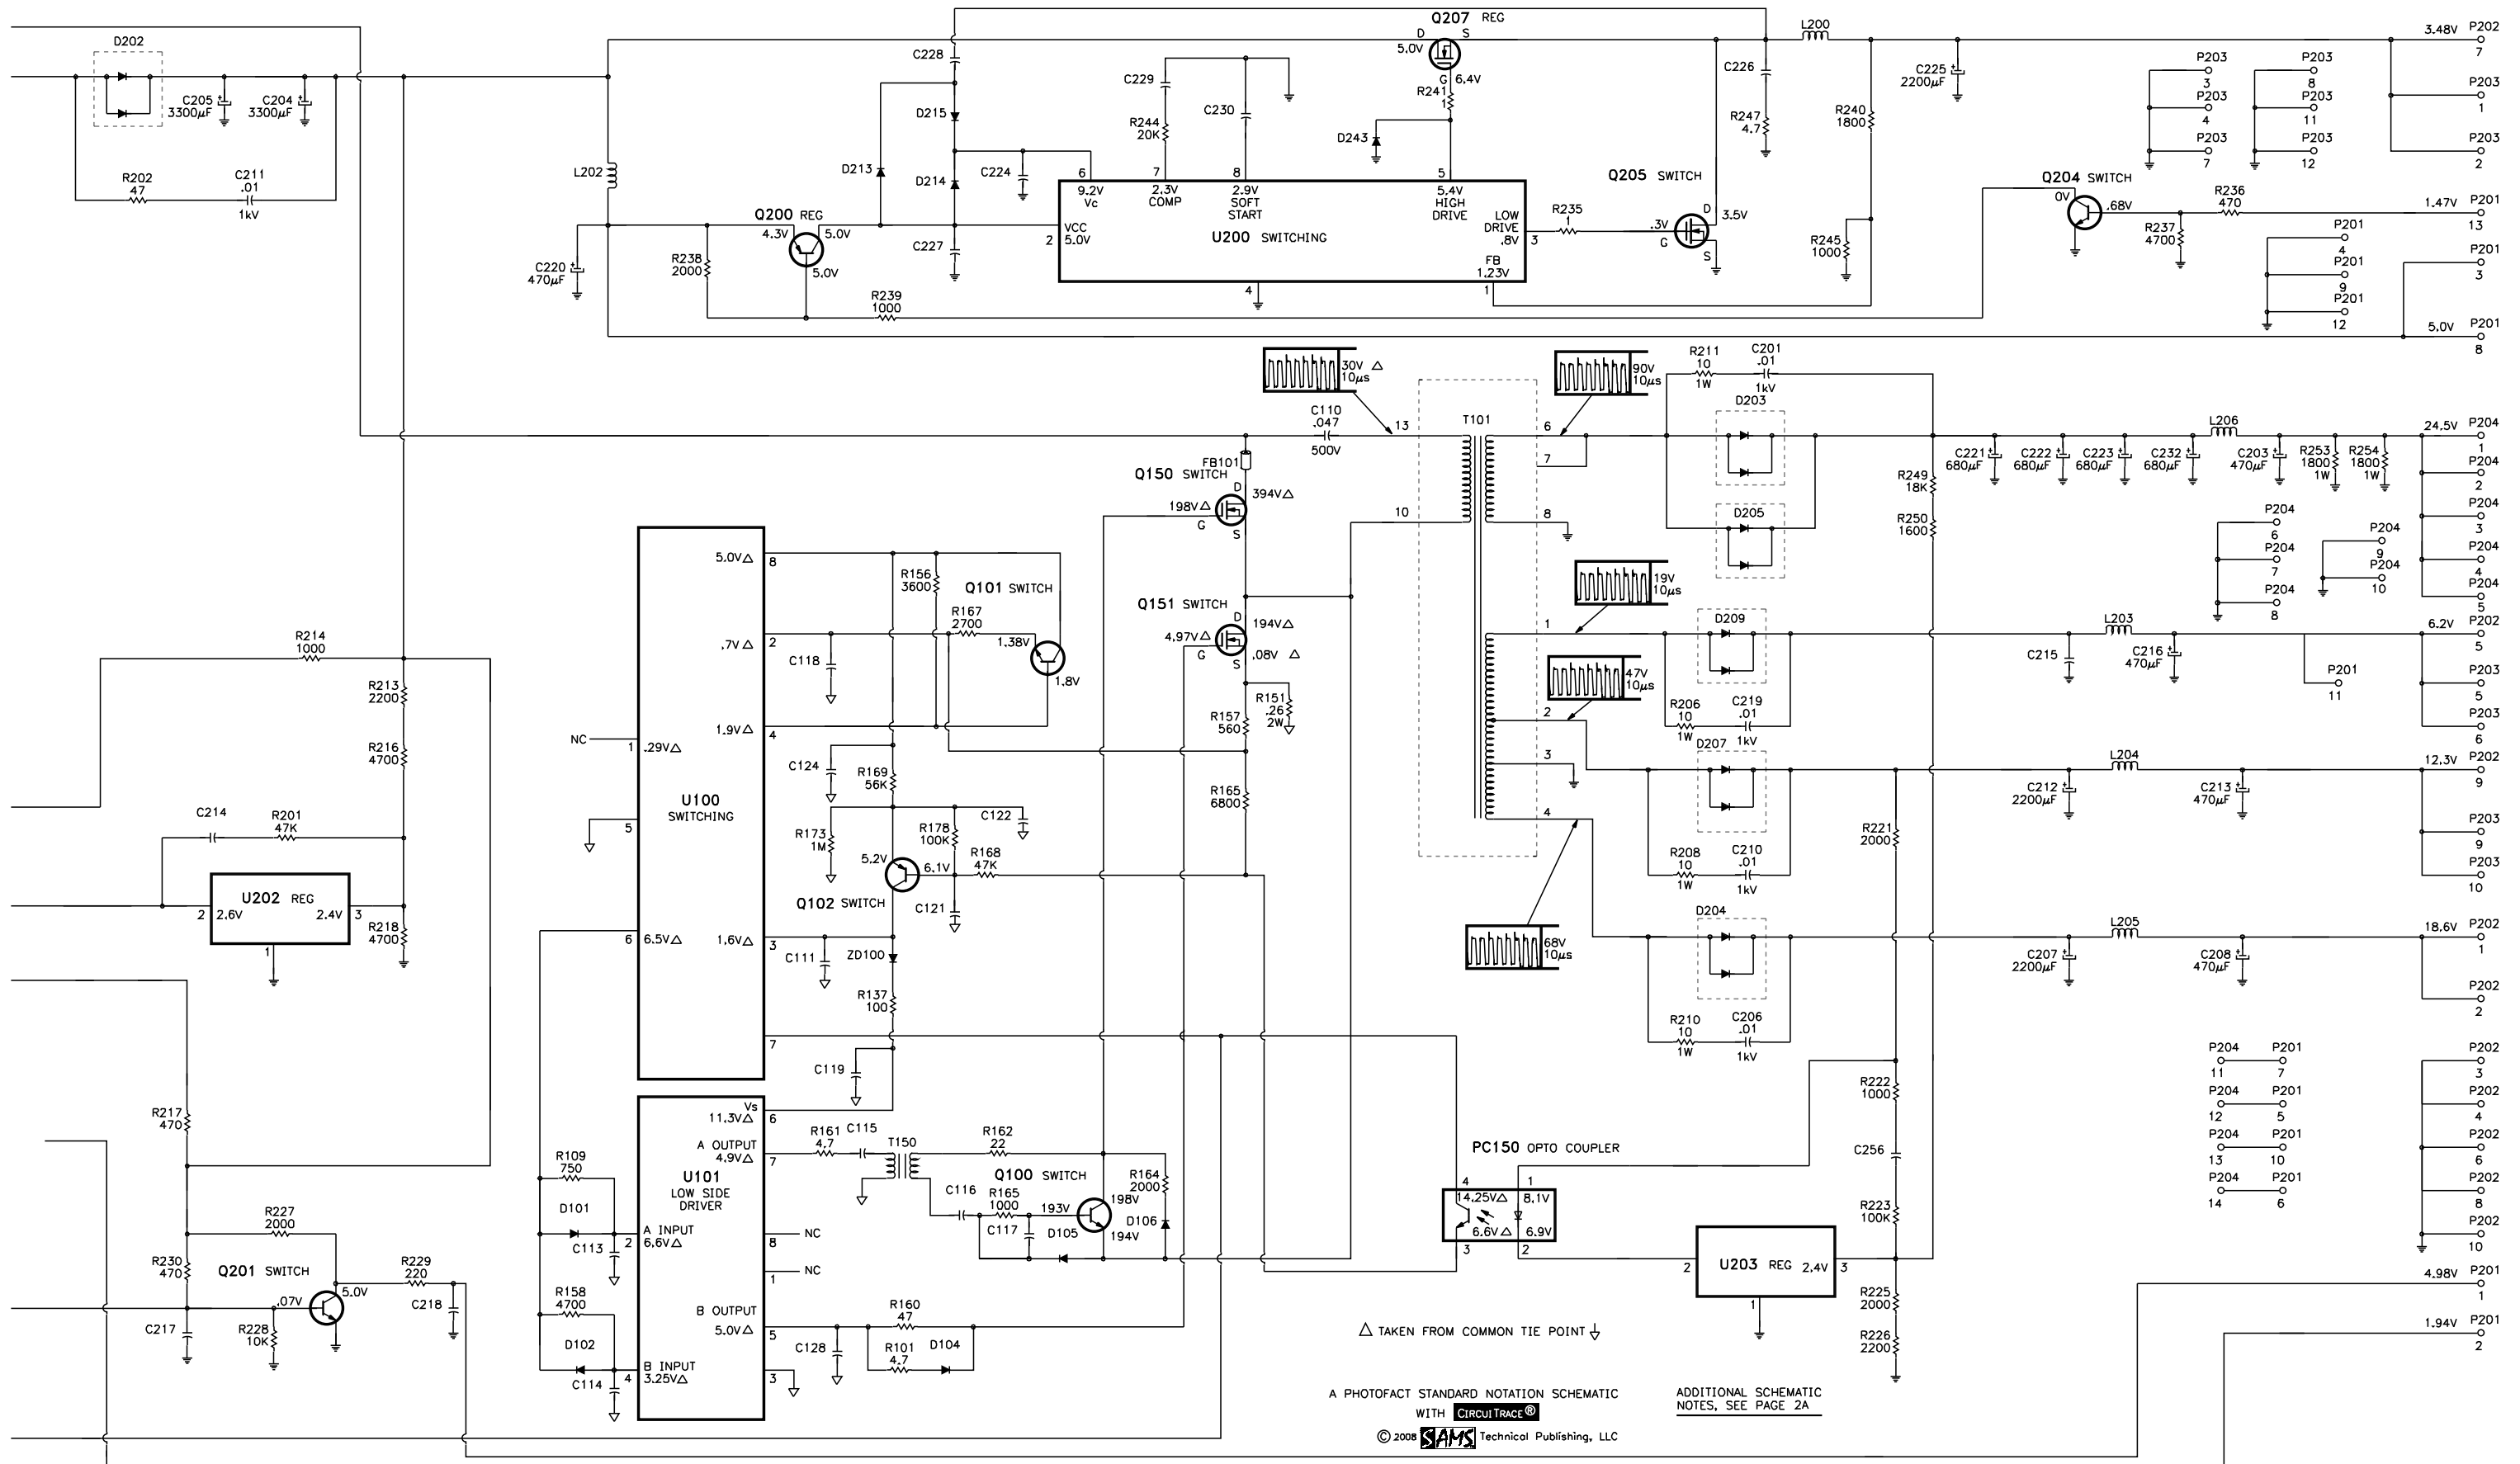 D202
C205
3300µF
C204
3300µF
R202
47
C211
.01
1kV
L202
C220
470µF
C228
D215
D213
D214
C224
Q200 REG
4.3V
5.0V
5.0V
R238
2000
C227
R239
1000
C229
R244
20K
C230
Q207 REG
D
S
5.0V
G
6.4V
R241
1
D243
6
9.2V
Vc
7
2.3V
COMP
8
2.9V
SOFT
START
5
5.4V
HIGH
DRIVE
VCC
5.0V
2
U200 SWITCHING
LOW
DRIVE
.8V
3
FB
1.23V
1
4
R235
1
Q205 SWITCH
.3V
G
D
3.5V
S
C226
R247
4.7
L200
R240
1800
R245
1000
C225
2200µF
3.48V P202
7
P203
3
P203
4
P203
7
P203
8
P203
11
P203
12
P203
1
P203
2
Q204 SWITCH
0V
.68V
R236
470
R237
4700
1.47V P201
13
P201
4
P201
9
P201
12
P201
3
5.0V P201
8
30V △
10µs
C110
.047
500V
13
10
T101
90V
10µs
6
7
8
R211
10
1W
C201
.01
1kV
D203
D205
R249
18K
R250
1600
C221
680µF
C222
680µF
C223
680µF
C232
680µF
L206
C203
470µF
R253
1800
1W
R254
1800
1W
24.5V P204
1
P204
2
P204
3
P204
4
P204
5
P204
6
P204
7
P204
8
P204
9
P204
10
FB101
Q150 SWITCH
D
394V△
198V△
G
S
Q151 SWITCH
D
194V△
4.97V△
G
S
.08V △
R151
.26
2W
R157
560
R165
6800
19V
10µs
1
D209
R206
10
1W
C219
.01
1kV
C215
L203
C216
470µF
P201
11
6.2V P202
5
P203
5
P203
6
47V
10µs
2
3
4
D207
R208
10
1W
C210
.01
1kV
R221
2000
C212
2200µF
L204
C213
470µF
12.3V P202
9
P203
9
P203
10
68V
10µs
D204
R210
10
1W
C206
.01
1kV
C207
2200µF
L205
C208
470µF
18.6V P202
1
P202
2
R214
1000
R213
2200
R216
4700
C214
R201
47K
U202 REG
2
2.6V
2.4V
3
1
R218
4700
5.0V△
8
.7V△
2
1.9V△
4
NC
1
.29V△
U100
SWITCHING
5
6
6.5V△
1.6V△
3
7
R156
3600
R167
2700
Q101 SWITCH
1.38V
1.8V
C118
C124
R169
56K
R173
1M
R178
100K
C122
5.2V
6.1V
R168
47K
Q102 SWITCH
C121
C111
ZD100
R137
100
C119
Vs
11.3V△
6
A OUTPUT
4.9V△
7
U101
LOW SIDE
DRIVER
A INPUT
2
6.6V△
8
NC
1
NC
B OUTPUT
5.0V△
5
B INPUT
4
3.25V△
3
R109
750
D101
C113
R158
4700
D102
C114
R161
4.7
C115
T150
R162
22
C116
R165
1000
Q100 SWITCH
193V
198V
194V
C117
D105
R164
2000
D106
C128
R160
47
R101
4.7
D104
R217
470
R227
2000
R230
470
Q201 SWITCH
.07V
5.0V
R229
220
C218
C217
R228
10K
PC150 OPTO COUPLER
4
14.25V△
1
8.1V
6.6V△
3
6.9V
2
R222
1000
C256
R223
100K
2
U203 REG
2.4V
3
1
R225
2000
R226
2200
P204
11
P201
7
P204
12
P201
5
P204
13
P201
10
P204
14
P201
6
P202
3
P202
4
P202
6
P202
8
P202
10
4.98V P201
1
1.94V P201
2
△ TAKEN FROM COMMON TIE POINT
A PHOTOFACT STANDARD NOTATION SCHEMATIC
WITH CIRCUITRACE®
© 2008 SAMS Technical Publishing, LLC
ADDITIONAL SCHEMATIC
NOTES, SEE PAGE 2A